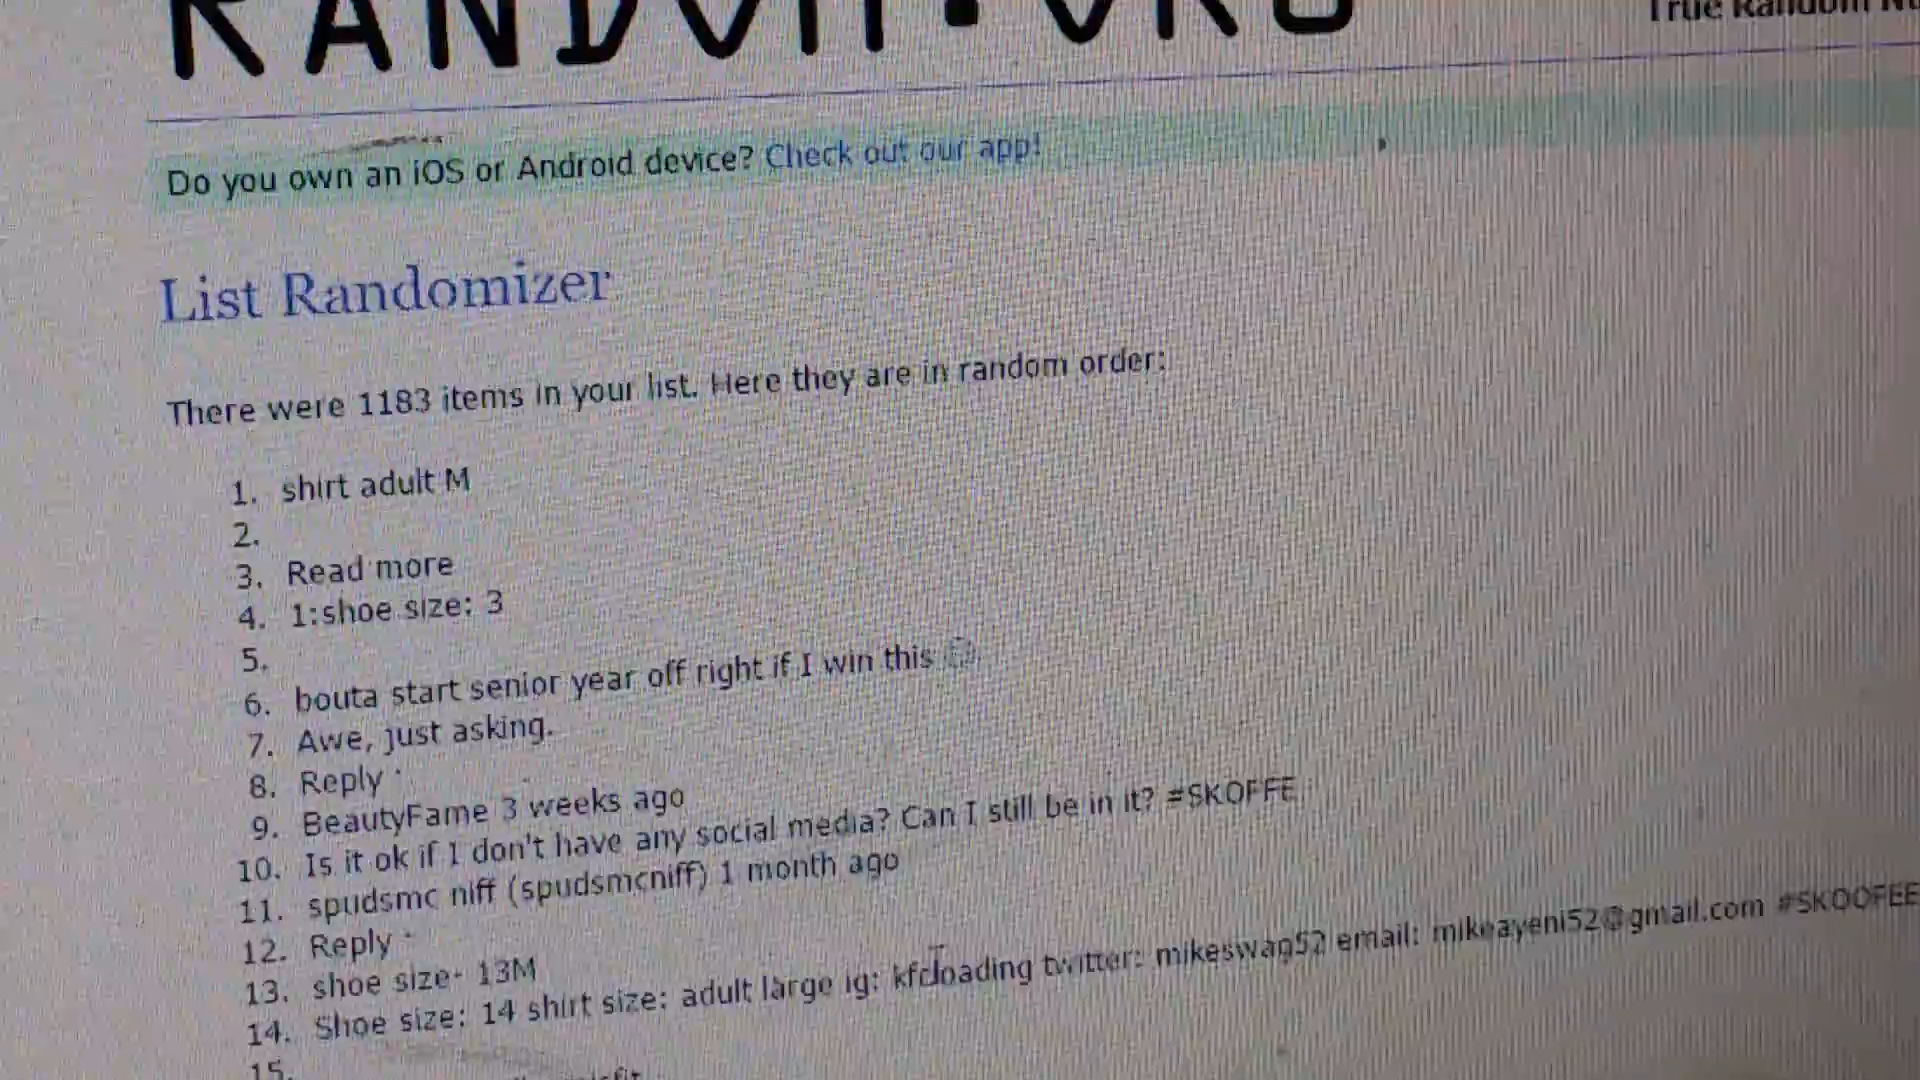 RANDOM.ORG
True Random Nu
Do you own an iOS or Android device? Check out our app!
List Randomizer
There were 1183 items in your list. Here they are in random order:
1. shirt adult M
2.
3. Read more
4. 1:shoe size: 3
5.
6. bouta start senior year off right if I win this
7. Awe, just asking.
8. Reply ·
9. BeautyFame 3 weeks ago
10. Is it ok if I don't have any social media? Can I still be in it? #SKOFFE
11. spudsmc niff (spudsmcniff) 1 month ago
12. Reply ·
13. shoe size- 13M
14. Shoe size: 14 shirt size: adult large ig: kfcloading twitter: mikeswag52 email: mikeayeni52@gmail.com #SKOOFEE
15.